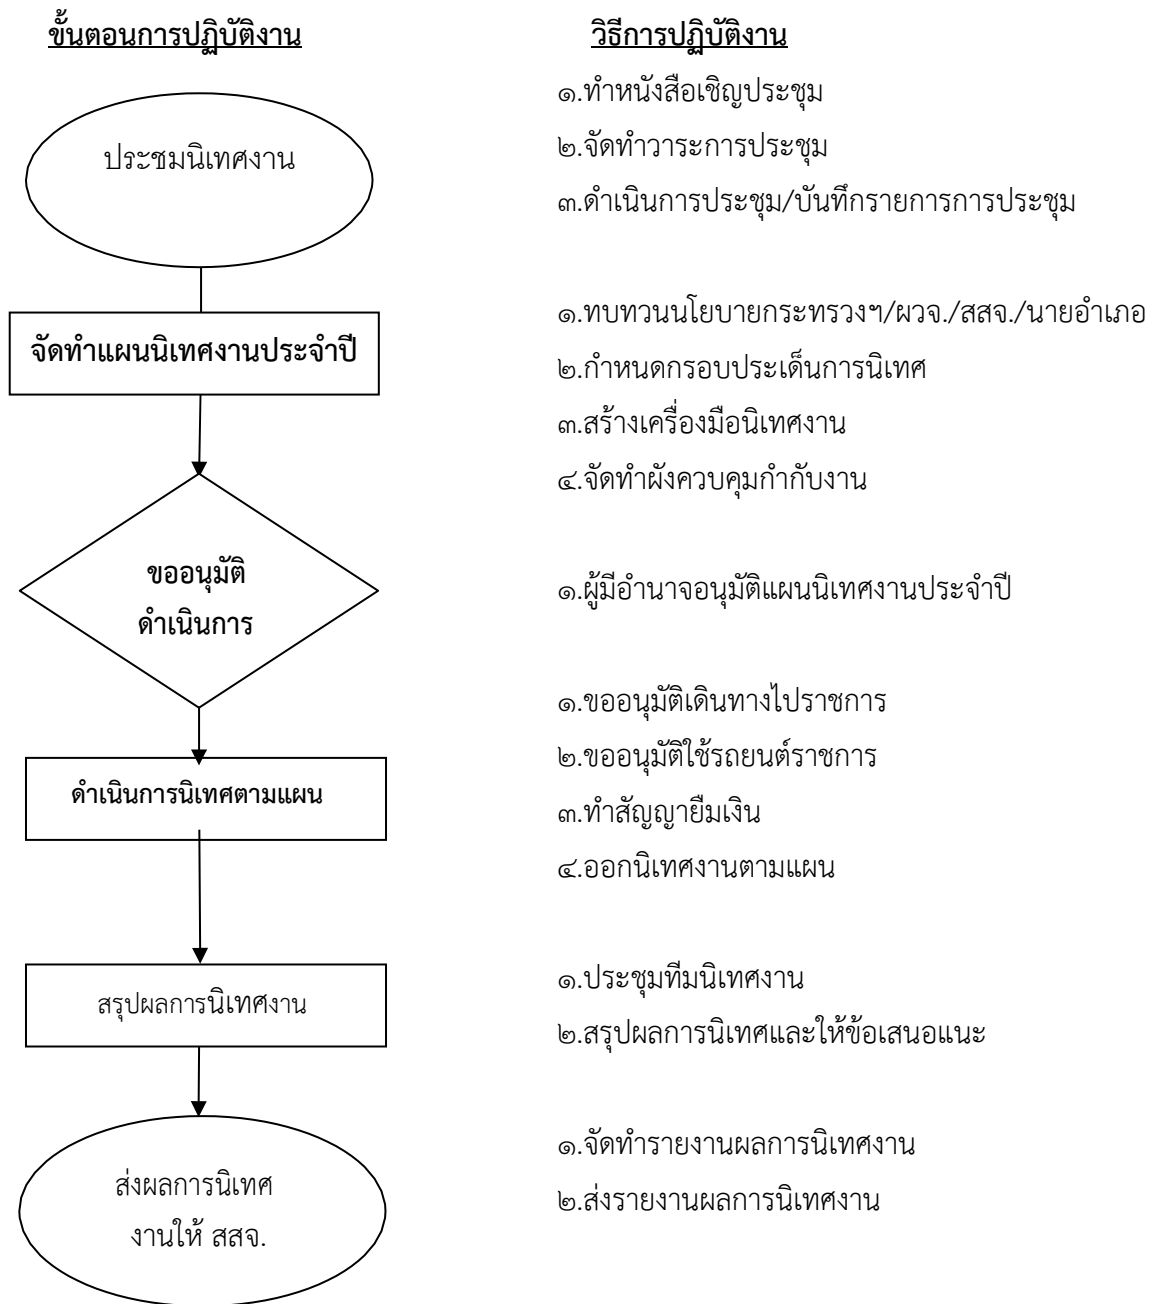 ขั้นตอนการปฏิบัติงาน
วิธีการปฏิบัติงาน
ประชมนิเทศงาน
๑.ทำหนังสือเชิญประชุม
๒.จัดทำวาระการประชุม
๓.ดำเนินการประชุม/บันทึกรายการการประชุม
จัดทำแผนนิเทศงานประจำปี
๑.ทบทวนนโยบายกระทรวงฯ/ผวจ./สสจ./นายอำเภอ
๒.กำหนดกรอบประเด็นการนิเทศ
๓.สร้างเครื่องมือนิเทศงาน
๔.จัดทำผังควบคุมกำกับงาน
ขออนุมัติ
ดำเนินการ
๑.ผู้มีอำนาจอนุมัติแผนนิเทศงานประจำปี
ดำเนินการนิเทศตามแผน
๑.ขออนุมัติเดินทางไปราชการ
๒.ขออนุมัติใช้รถยนต์ราชการ
๓.ทำสัญญายืมเงิน
๔.ออกนิเทศงานตามแผน
สรุปผลการนิเทศงาน
๑.ประชุมทีมนิเทศงาน
๒.สรุปผลการนิเทศและให้ข้อเสนอแนะ
ส่งผลการนิเทศ
งานให้ สสจ.
๑.จัดทำรายงานผลการนิเทศงาน
๒.ส่งรายงานผลการนิเทศงาน